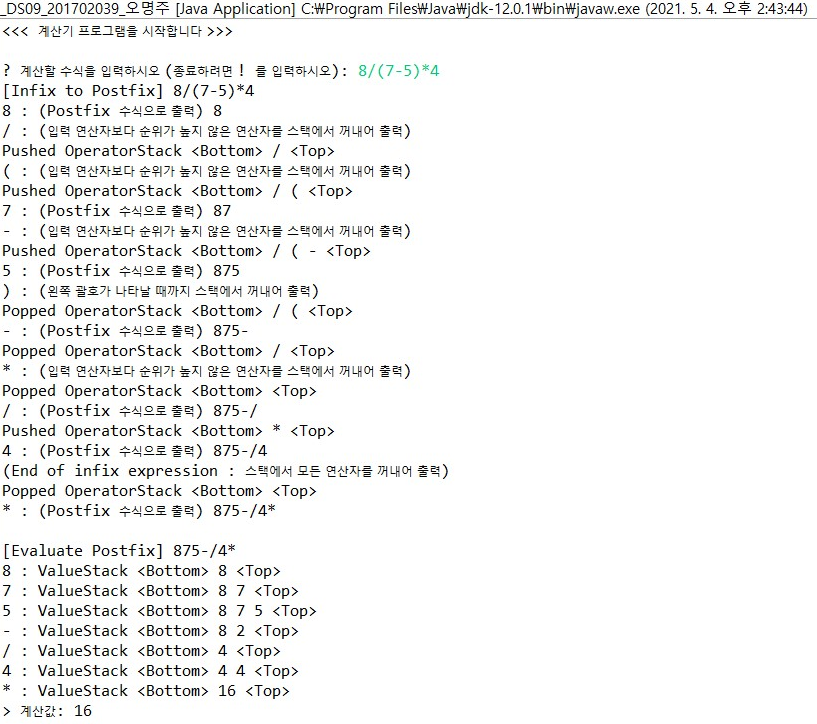 _DS09_201702039_오명주 [Java Application] C:₩Program Files₩Java₩jdk-12.0.1₩bin₩javaw.exe (2021. 5. 4. 오후 2:43:44)
<<< 계산기 프로그램을 시작합니다 >>>
? 계산할 수식을 입력하시오 (종료하려면 ! 를 입력하시오): 8/(7-5)*4
[Infix to Postfix] 8/(7-5)*4
8 : (Postfix 수식으로 출력) 8
/ : (입력 연산자보다 순위가 높지 않은 연산자를 스택에서 꺼내어 출력)
Pushed OperatorStack <Bottom> / <Top>
( : (입력 연산자보다 순위가 높지 않은 연산자를 스택에서 꺼내어 출력)
Pushed OperatorStack <Bottom> / ( <Top>
7 : (Postfix 수식으로 출력) 87
- : (입력 연산자보다 순위가 높지 않은 연산자를 스택에서 꺼내어 출력)
Pushed OperatorStack <Bottom> / ( - <Top>
5 : (Postfix 수식으로 출력) 875
) : (왼쪽 괄호가 나타날 때까지 스택에서 꺼내어 출력)
Popped OperatorStack <Bottom> / ( <Top>
- : (Postfix 수식으로 출력) 875-
Popped OperatorStack <Bottom> / <Top>
* : (입력 연산자보다 순위가 높지 않은 연산자를 스택에서 꺼내어 출력)
Popped OperatorStack <Bottom> <Top>
/ : (Postfix 수식으로 출력) 875-/
Pushed OperatorStack <Bottom> * <Top>
4 : (Postfix 수식으로 출력) 875-/4
(End of infix expression : 스택에서 모든 연산자를 꺼내어 출력)
Popped OperatorStack <Bottom> <Top>
* : (Postfix 수식으로 출력) 875-/4*
[Evaluate Postfix] 875-/4*
8 : ValueStack <Bottom> 8 <Top>
7 : ValueStack <Bottom> 8 7 <Top>
5 : ValueStack <Bottom> 8 7 5 <Top>
- : ValueStack <Bottom> 8 2 <Top>
/ : ValueStack <Bottom> 4 <Top>
4 : ValueStack <Bottom> 4 4 <Top>
* : ValueStack <Bottom> 16 <Top>
> 계산값: 16